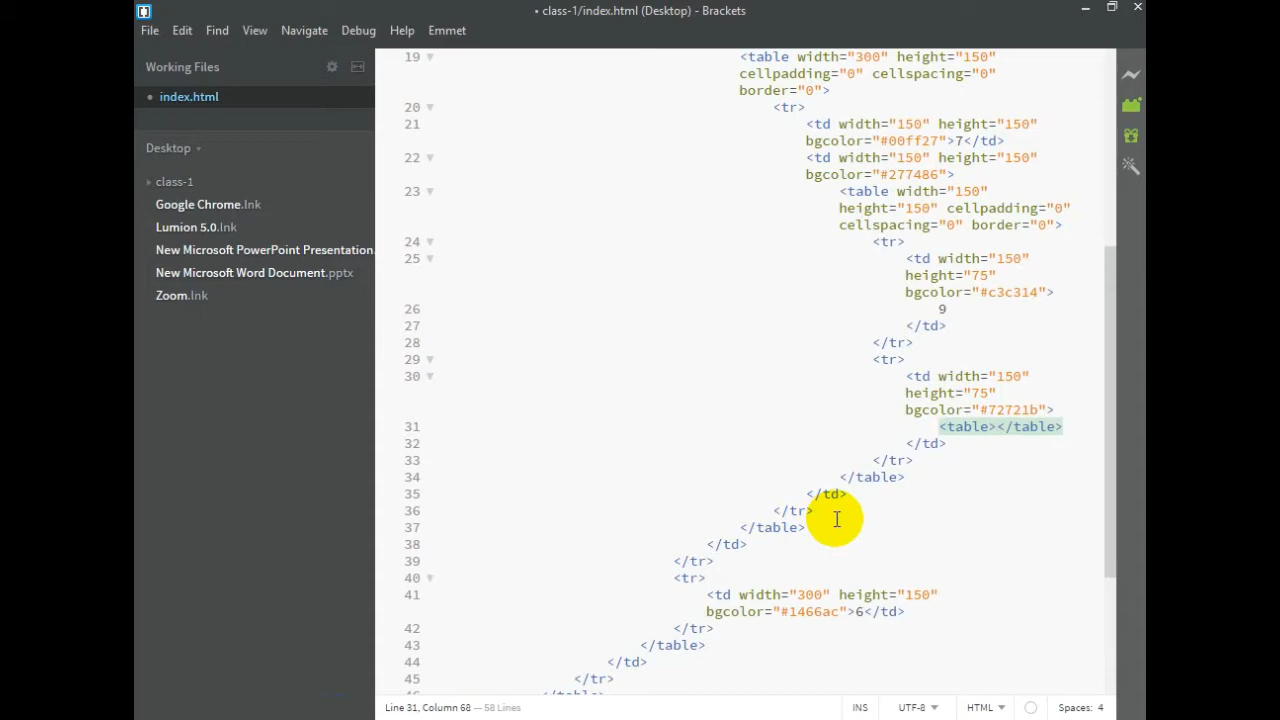 • class-1/index.html (Desktop) - Brackets
File Edit Find View Navigate Debug Help Emmet
Working Files
• index.html
Desktop
class-1
Google Chrome.lnk
Lumion 5.0.lnk
New Microsoft PowerPoint Presentation.
New Microsoft Word Document.pptx
Zoom.lnk
19 <table width="300" height="150"
cellpadding="0" cellspacing="0"
border="0">
20 <tr>
21 <td width="150" height="150"
bgcolor="#00ff27">7</td>
22 <td width="150" height="150"
bgcolor="#277486">
23 <table width="150"
height="150" cellpadding="0"
cellspacing="0" border="0">
24 <tr>
25 <td width="150"
height="75"
bgcolor="#c3c314">
26 9
27 </td>
28 </tr>
29 <tr>
30 <td width="150"
height="75"
bgcolor="#72721b">
31 <table></table>
32 </td>
33 </tr>
34 </table>
35 </td>
36 </tr>
37 </table>
38 </td>
39 </tr>
40 <tr>
41 <td width="300" height="150"
bgcolor="#1466ac">6</td>
42 </tr>
43 </table>
44 </td>
45 </tr>
Line 31, Column 68 — 58 Lines
INS UTF-8 HTML Spaces: 4